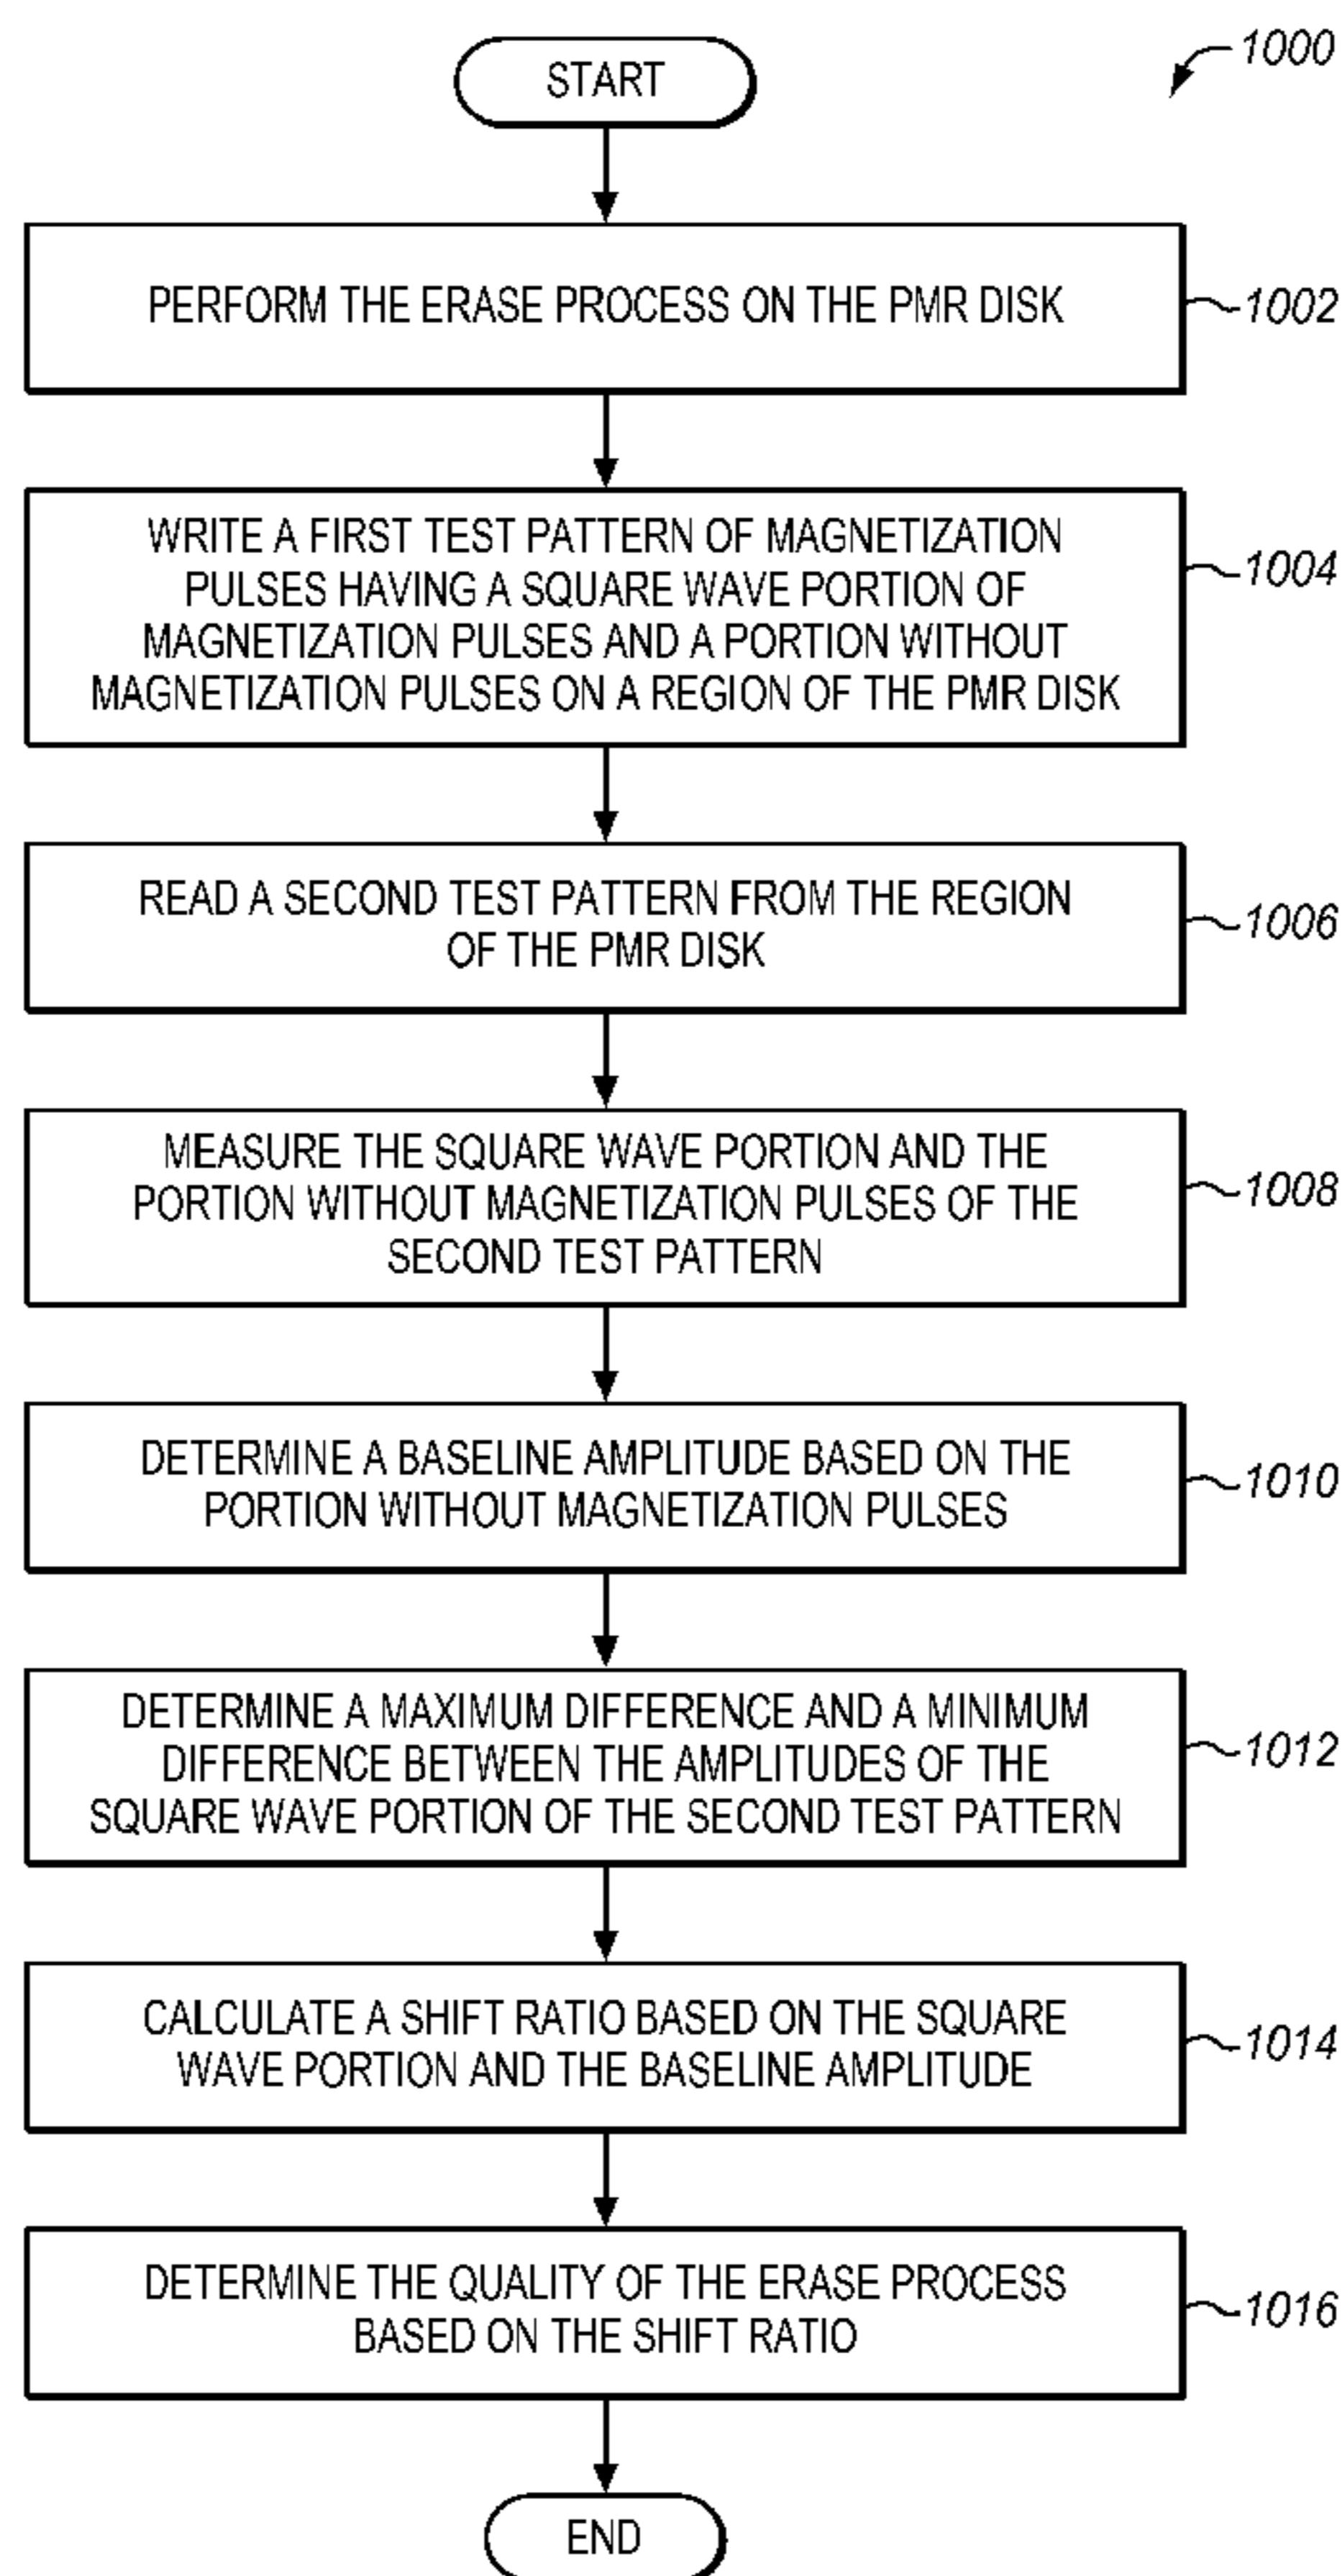 1000
START
PERFORM THE ERASE PROCESS ON THE PMR DISK
1002
WRITE A FIRST TEST PATTERN OF MAGNETIZATION
PULSES HAVING A SQUARE WAVE PORTION OF
MAGNETIZATION PULSES AND A PORTION WITHOUT
MAGNETIZATION PULSES ON A REGION OF THE PMR DISK
1004
READ A SECOND TEST PATTERN FROM THE REGION
OF THE PMR DISK
1006
MEASURE THE SQUARE WAVE PORTION AND THE
PORTION WITHOUT MAGNETIZATION PULSES OF THE
SECOND TEST PATTERN
1008
DETERMINE A BASELINE AMPLITUDE BASED ON THE
PORTION WITHOUT MAGNETIZATION PULSES
1010
DETERMINE A MAXIMUM DIFFERENCE AND A MINIMUM
DIFFERENCE BETWEEN THE AMPLITUDES OF THE
SQUARE WAVE PORTION OF THE SECOND TEST PATTERN
1012
CALCULATE A SHIFT RATIO BASED ON THE SQUARE
WAVE PORTION AND THE BASELINE AMPLITUDE
1014
DETERMINE THE QUALITY OF THE ERASE PROCESS
BASED ON THE SHIFT RATIO
1016
END